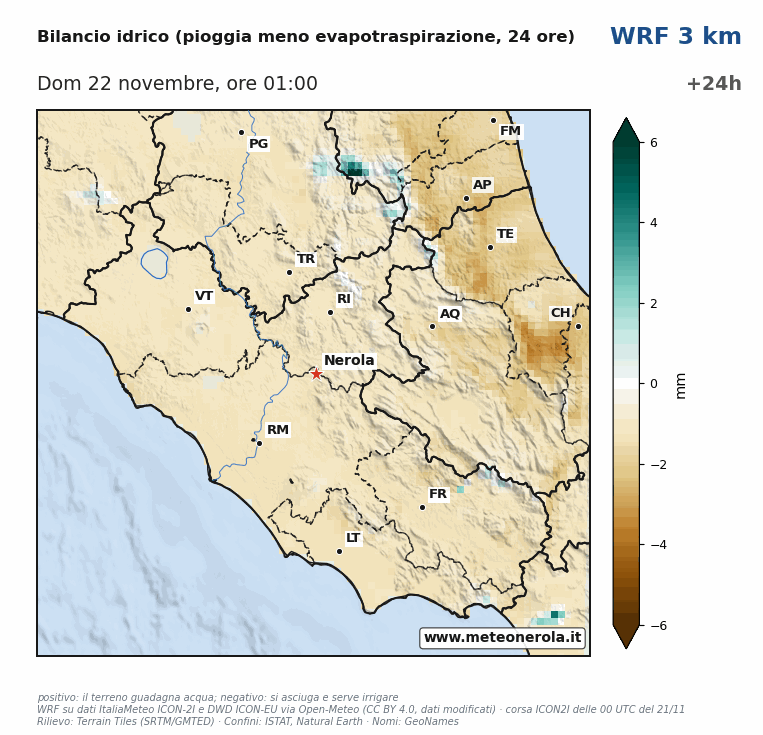 Bilancio idrico (pioggia meno evapotraspirazione, 24 ore)
WRF 3 km
Dom 22 novembre, ore 01:00
+24h
FM
PG
AP
TE
TR
VT
RI
AQ
CH
Nerola
RM
FR
LT
www.meteonerola.it
6
4
2
0
−2
−4
−6
mm
positivo: il terreno guadagna acqua; negativo: si asciuga e serve irrigare
WRF su dati ItaliaMeteo ICON-2I e DWD ICON-EU via Open-Meteo (CC BY 4.0, dati modificati) · corsa ICON2I delle 00 UTC del 21/11
Rilievo: Terrain Tiles (SRTM/GMTED) · Confini: ISTAT, Natural Earth · Nomi: GeoNames